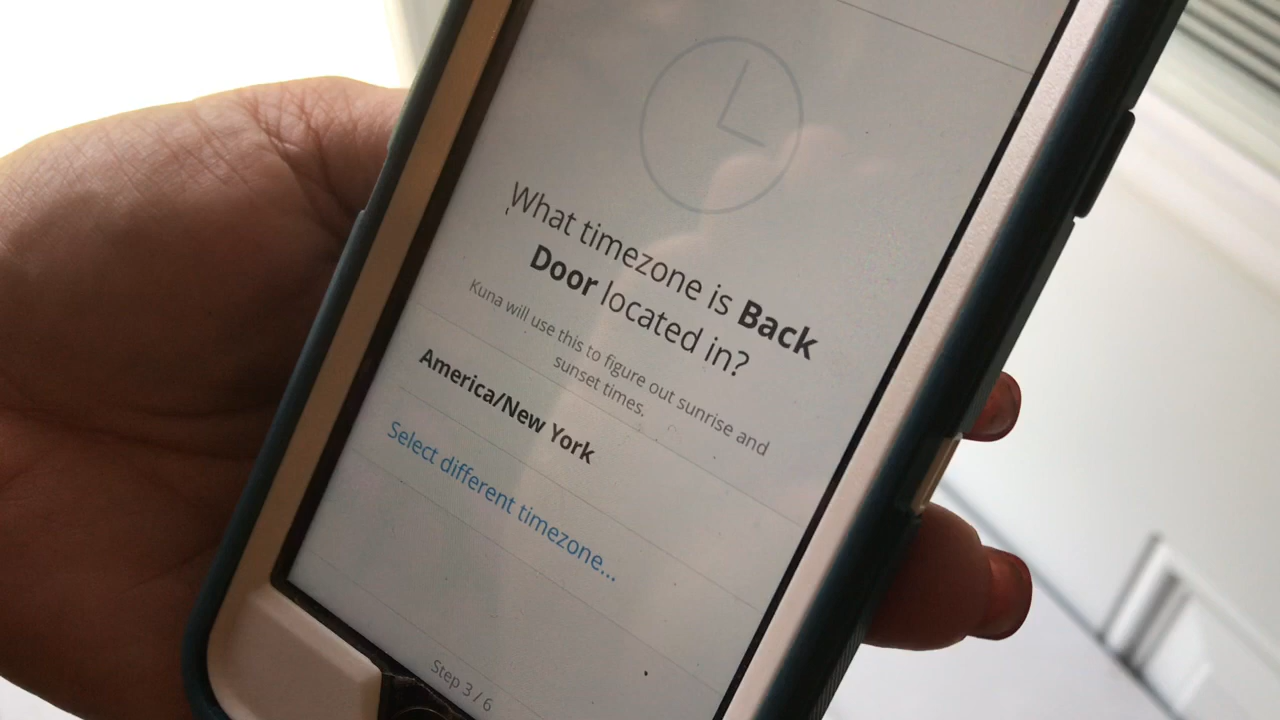 What timezone is Back
Door located in?
Kuna will use this to figure out sunrise and
sunset times.
America/New York
Select different timezone...
Step 3 / 6